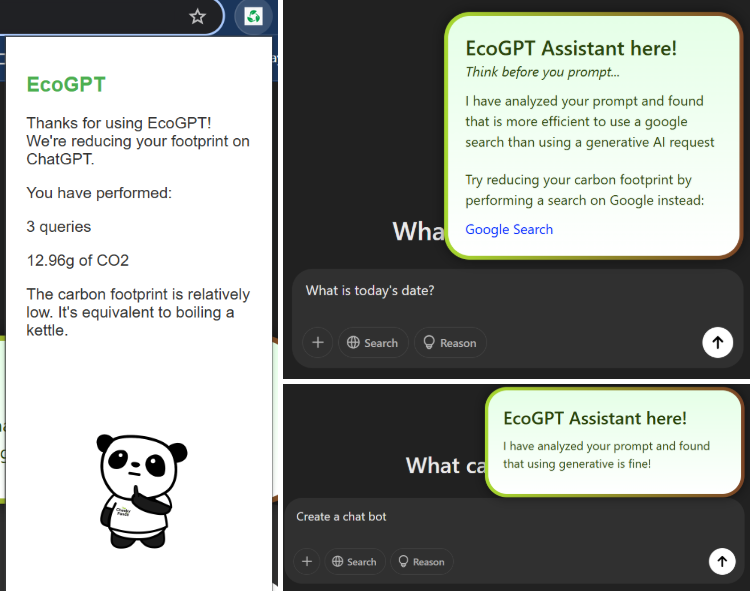 EcoGPT
Thanks for using EcoGPT!
We're reducing your footprint on
ChatGPT.
You have performed:
3 queries
12.96g of CO2
The carbon footprint is relatively
low. It's equivalent to boiling a
kettle.
EcoGPT Assistant here!
Think before you prompt...
I have analyzed your prompt and found
that is more efficient to use a google
search than using a generative AI request
Try reducing your carbon footprint by
performing a search on Google instead:
Google Search
What is today's date?
Search
Reason
EcoGPT Assistant here!
I have analyzed your prompt and found
that using generative is fine!
What ca
Create a chat bot
Search
Reason